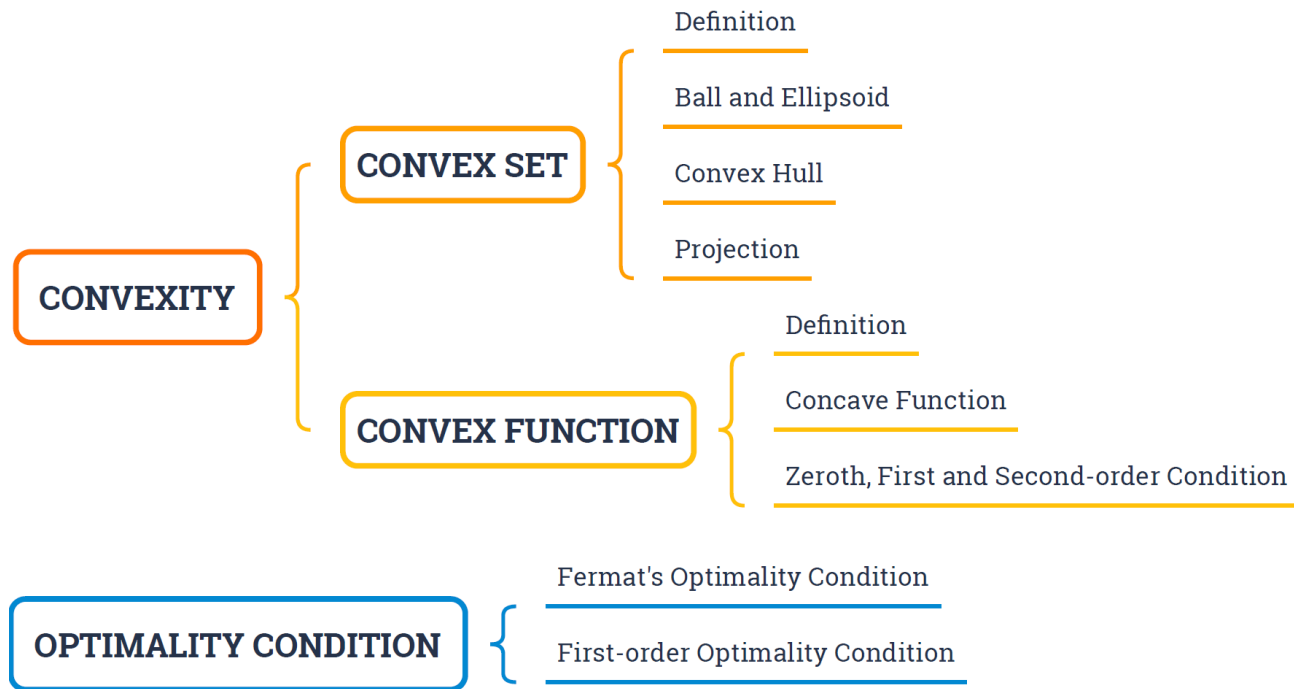 CONVEXITY
CONVEX SET
Definition
Ball and Ellipsoid
Convex Hull
Projection
CONVEX FUNCTION
Definition
Concave Function
Zeroth, First and Second-order Condition
OPTIMALITY CONDITION
Fermat's Optimality Condition
First-order Optimality Condition